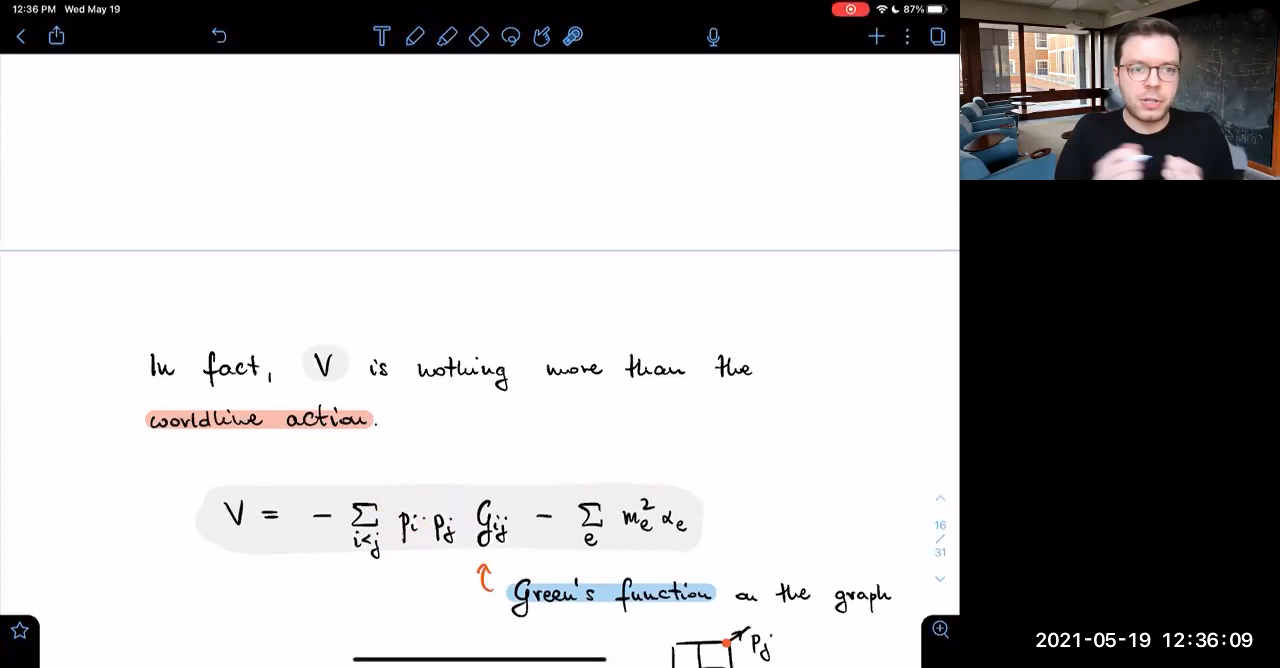 12:36 PM Wed May 19
87%
T
In fact, V is nothing more than the
worldline action.
V = - Σ i<j pi·pj Gij - Σ e m²e αe
16
/
31
Green's function on the graph
pj
2021-05-19 12:36:09